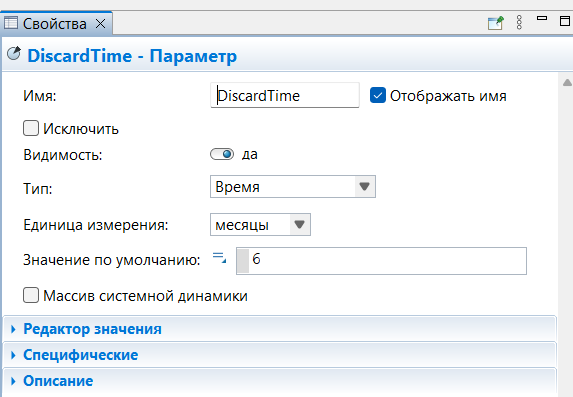 Свойства
DiscardTime - Параметр
Имя: DiscardTime Отображать имя
Исключить
Видимость: да
Тип: Время
Единица измерения: месяцы
Значение по умолчанию: 6
Массив системной динамики
Редактор значения
Специфические
Описание